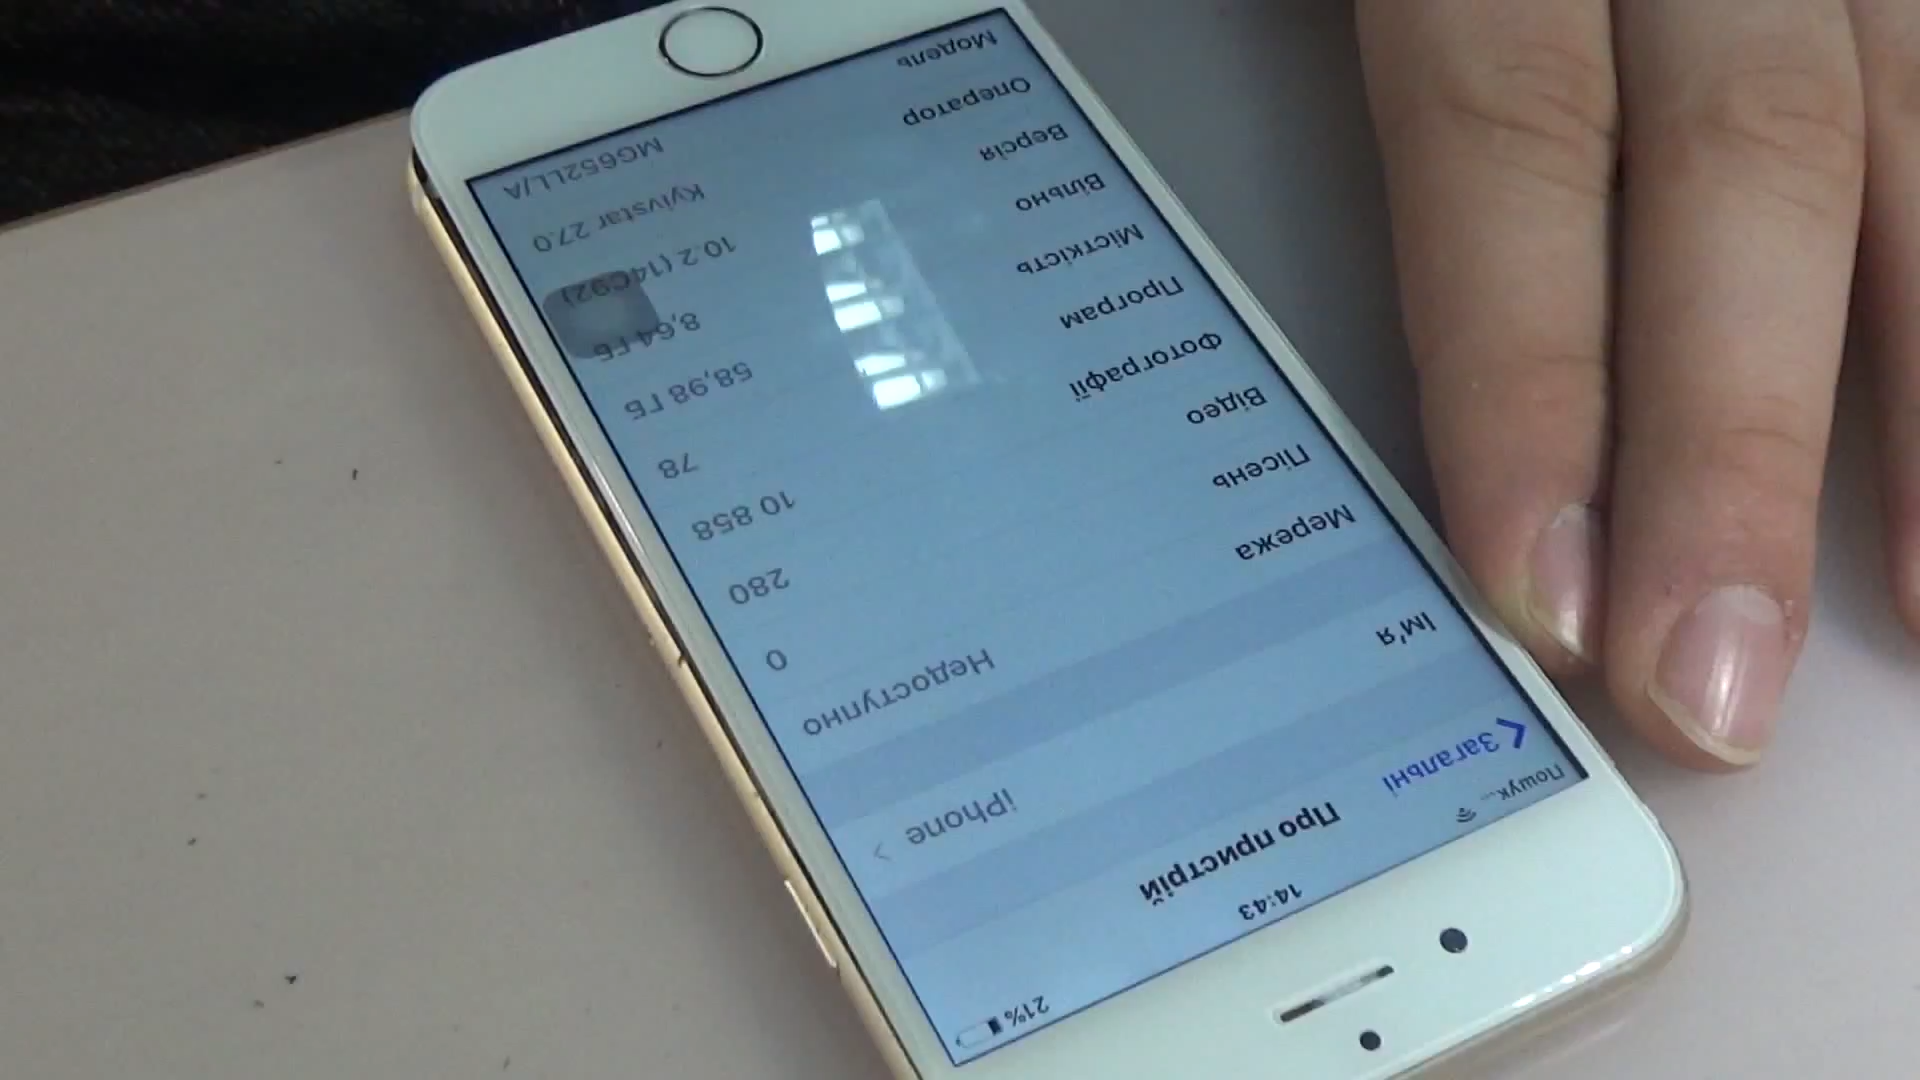 Пошук... 14:43 21%
Загальні Про пристрій
Ім'я iPhone
Мережа Недоступно
Пісень 0
Відео 280
Фотографії 10 858
Програм 78
Місткість 58,98 ГБ
Вільно 8,64 ГБ
Версія 10.2 (14C92)
Оператор Kyivstar 27.0
Модель MG652LL/A